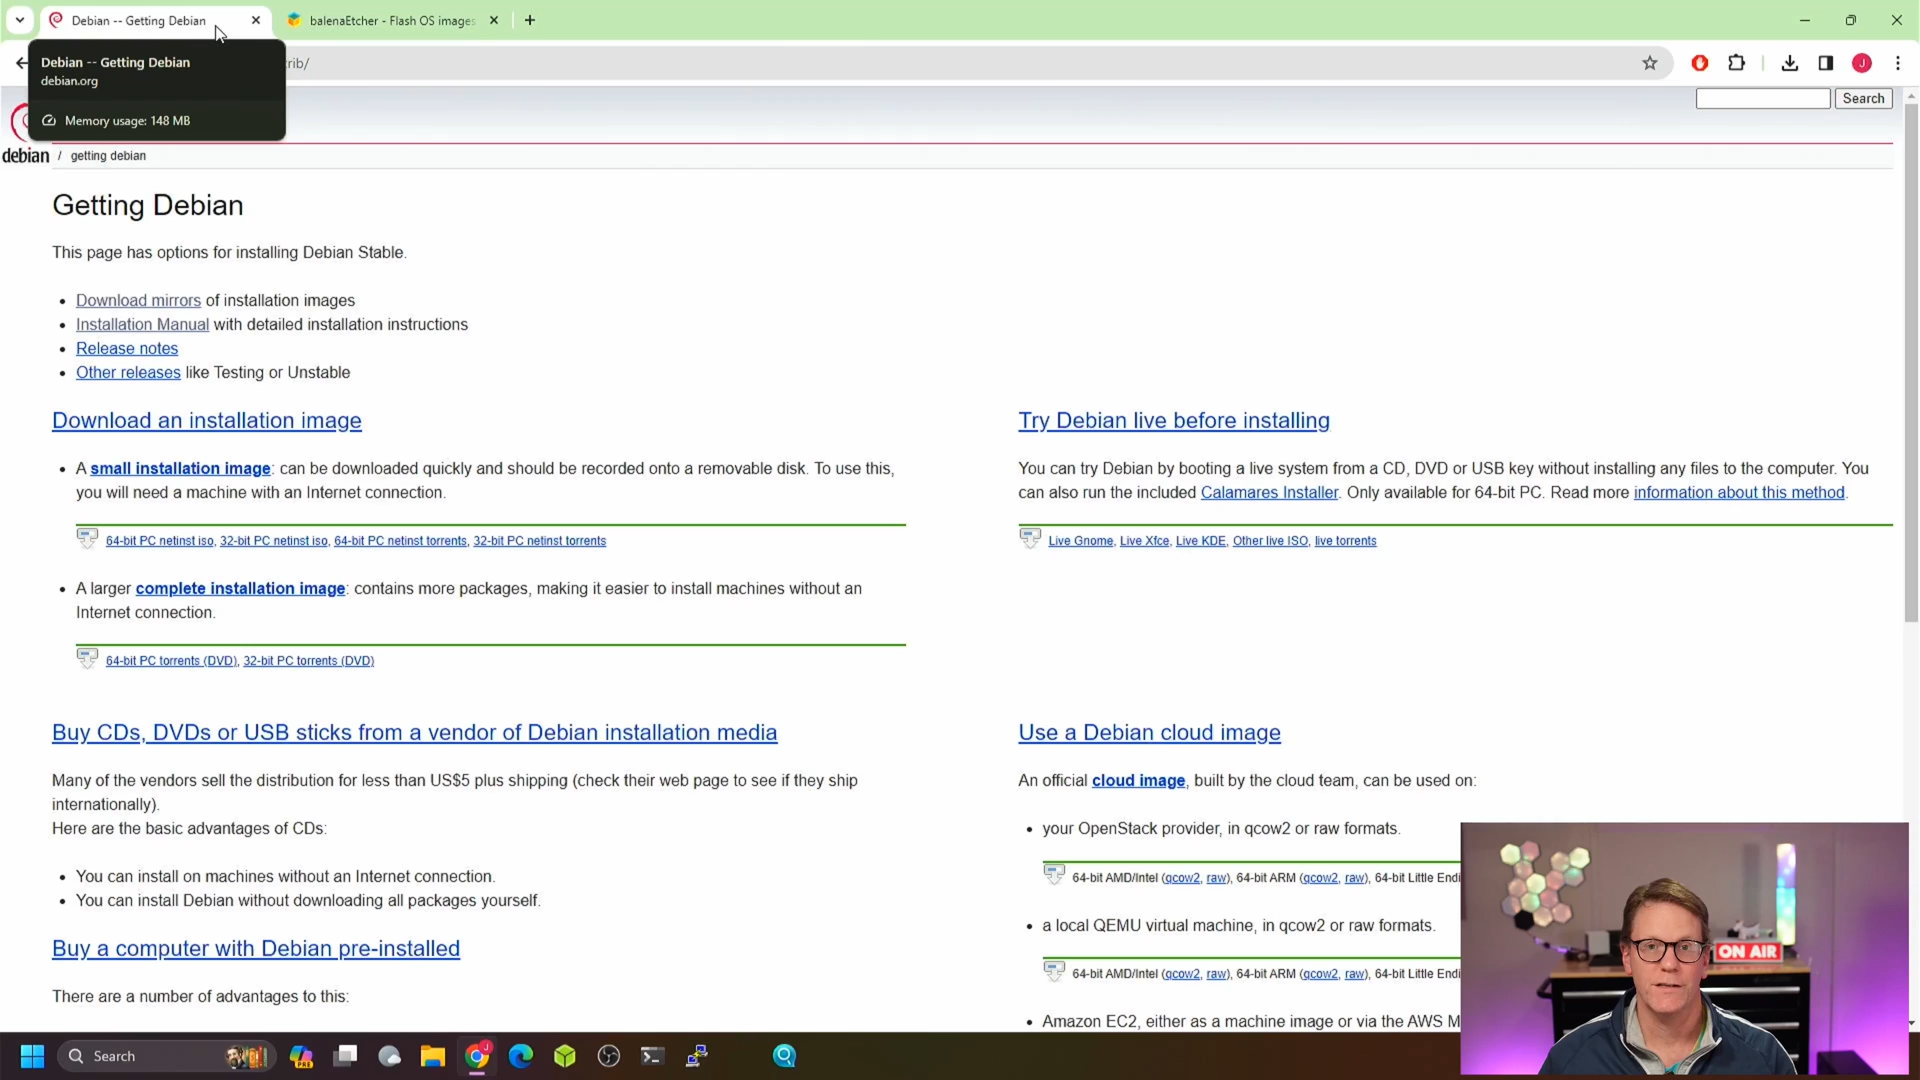 Debian -- Getting Debian
balenaEtcher - Flash OS images
Debian -- Getting Debian
debian.org
Memory usage: 148 MB
rib/
J
Search
debian / getting debian
Getting Debian
This page has options for installing Debian Stable.
• Download mirrors of installation images
• Installation Manual with detailed installation instructions
• Release notes
• Other releases like Testing or Unstable
Download an installation image
• A small installation image: can be downloaded quickly and should be recorded onto a removable disk. To use this,
you will need a machine with an Internet connection.
64-bit PC netinst iso, 32-bit PC netinst iso, 64-bit PC netinst torrents, 32-bit PC netinst torrents
• A larger complete installation image: contains more packages, making it easier to install machines without an
Internet connection.
64-bit PC torrents (DVD), 32-bit PC torrents (DVD)
Try Debian live before installing
You can try Debian by booting a live system from a CD, DVD or USB key without installing any files to the computer. You
can also run the included Calamares Installer. Only available for 64-bit PC. Read more information about this method.
Live Gnome, Live Xfce, Live KDE, Other live ISO, live torrents
Buy CDs, DVDs or USB sticks from a vendor of Debian installation media
Many of the vendors sell the distribution for less than US$5 plus shipping (check their web page to see if they ship
internationally).
Here are the basic advantages of CDs:
• You can install on machines without an Internet connection.
• You can install Debian without downloading all packages yourself.
Buy a computer with Debian pre-installed
There are a number of advantages to this:
Use a Debian cloud image
An official cloud image, built by the cloud team, can be used on:
• your OpenStack provider, in qcow2 or raw formats.
64-bit AMD/Intel (qcow2, raw), 64-bit ARM (qcow2, raw), 64-bit Little Endi
• a local QEMU virtual machine, in qcow2 or raw formats.
64-bit AMD/Intel (qcow2, raw), 64-bit ARM (qcow2, raw), 64-bit Little Endi
• Amazon EC2, either as a machine image or via the AWS M
ON AIR
Search
PRE
J